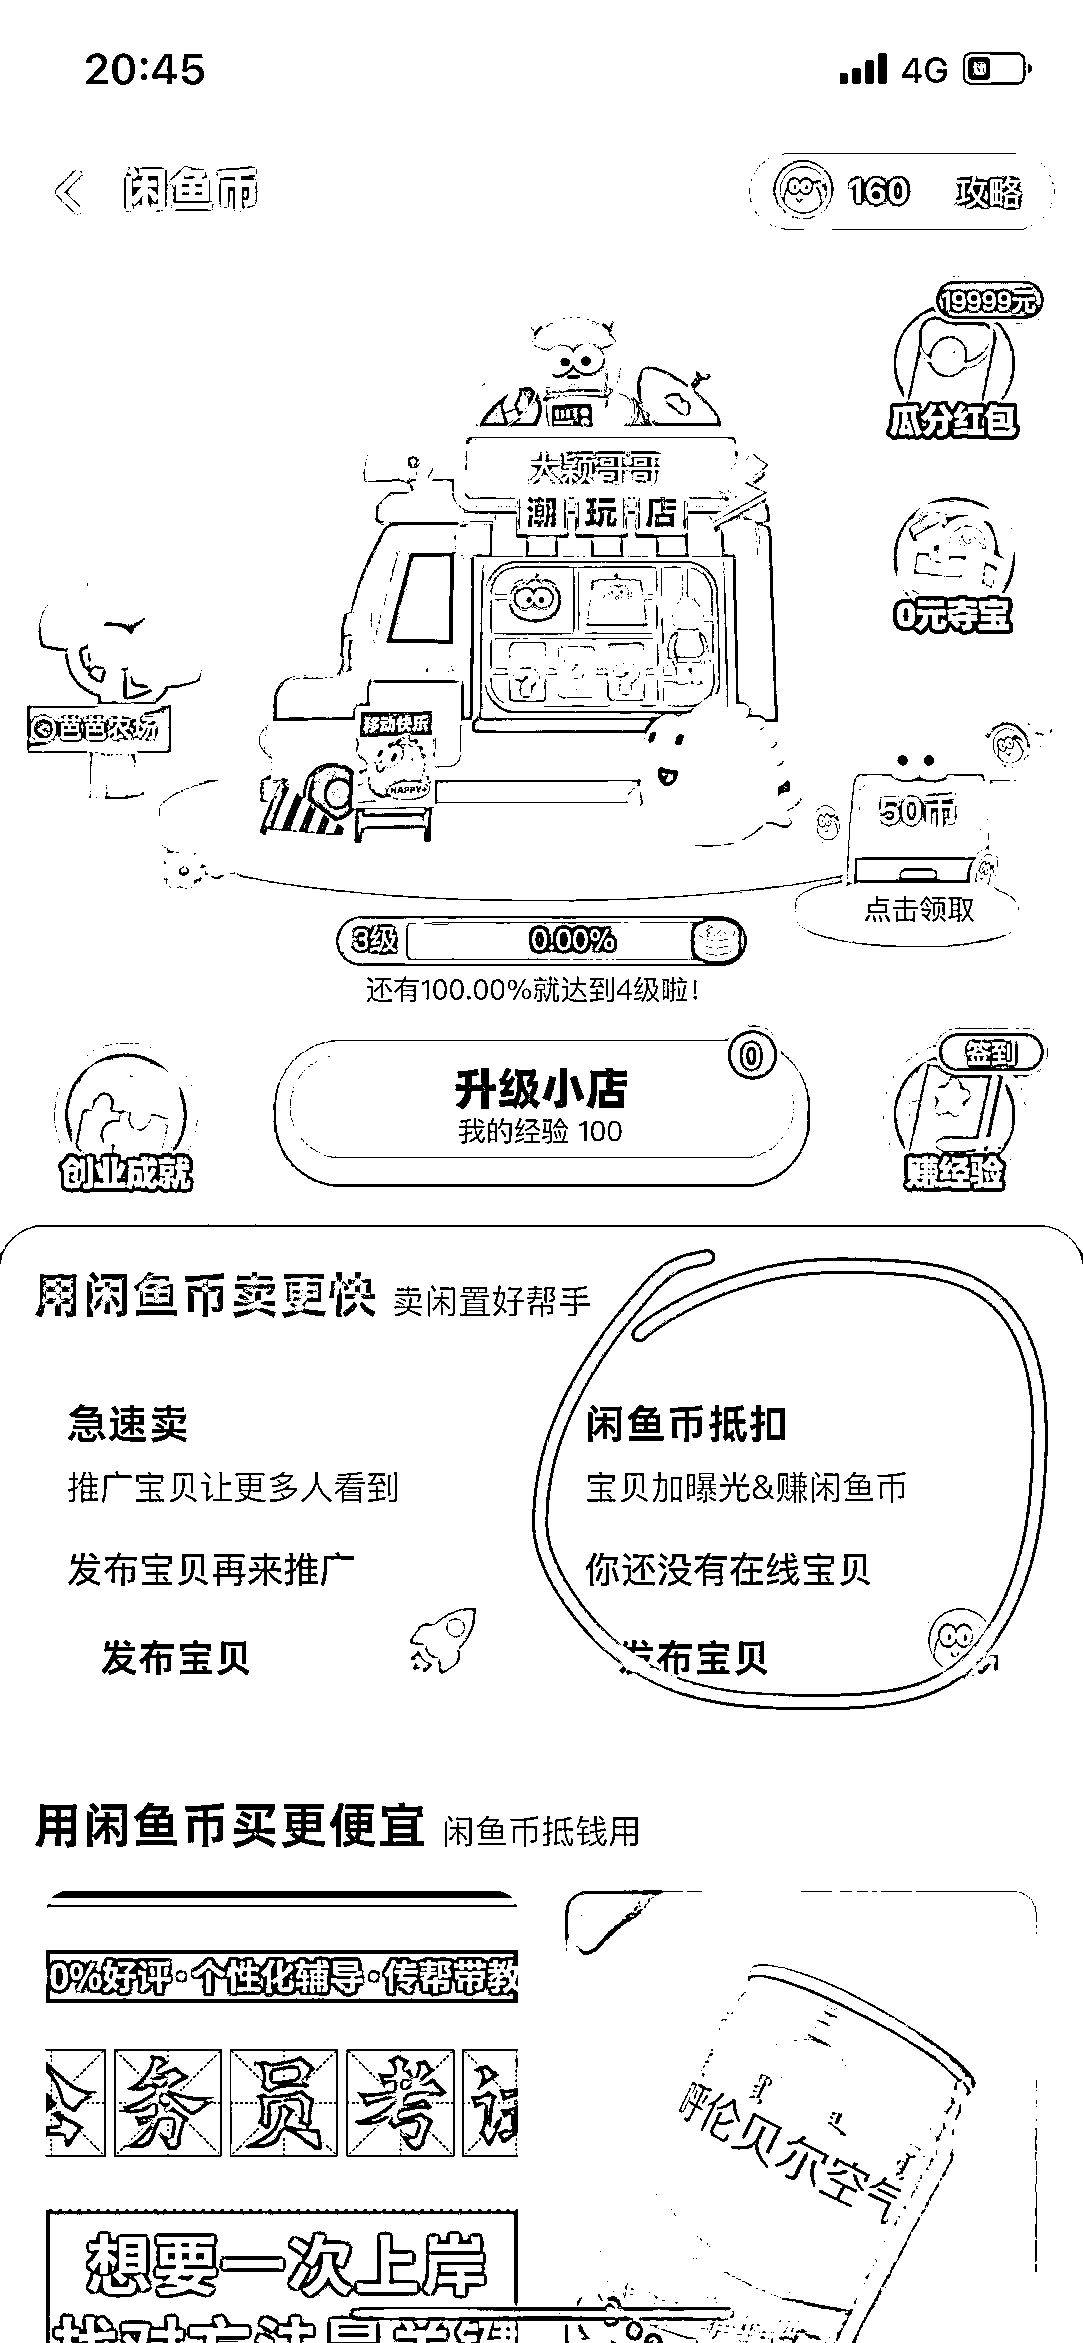 20:45
4G
闲鱼币
160 攻略
19999元
瓜分红包
大颖哥哥
潮玩店
0元夺宝
芭芭农场
移动快乐
HAPPY
50币
点击领取
3级 0.00%
还有100.00%就达到4级啦!
0
升级小店
我的经验 100
签到
创业成就
赚经验
用闲鱼币卖更快 卖闲置好帮手
急速卖
推广宝贝让更多人看到
发布宝贝再来推广
发布宝贝
闲鱼币抵扣
宝贝加曝光&赚闲鱼币
你还没有在线宝贝
发布宝贝
用闲鱼币买更便宜 闲鱼币抵钱用
0%好评·个性化辅导·传帮带教
公务员考试
想要一次上岸
呼伦贝尔空气